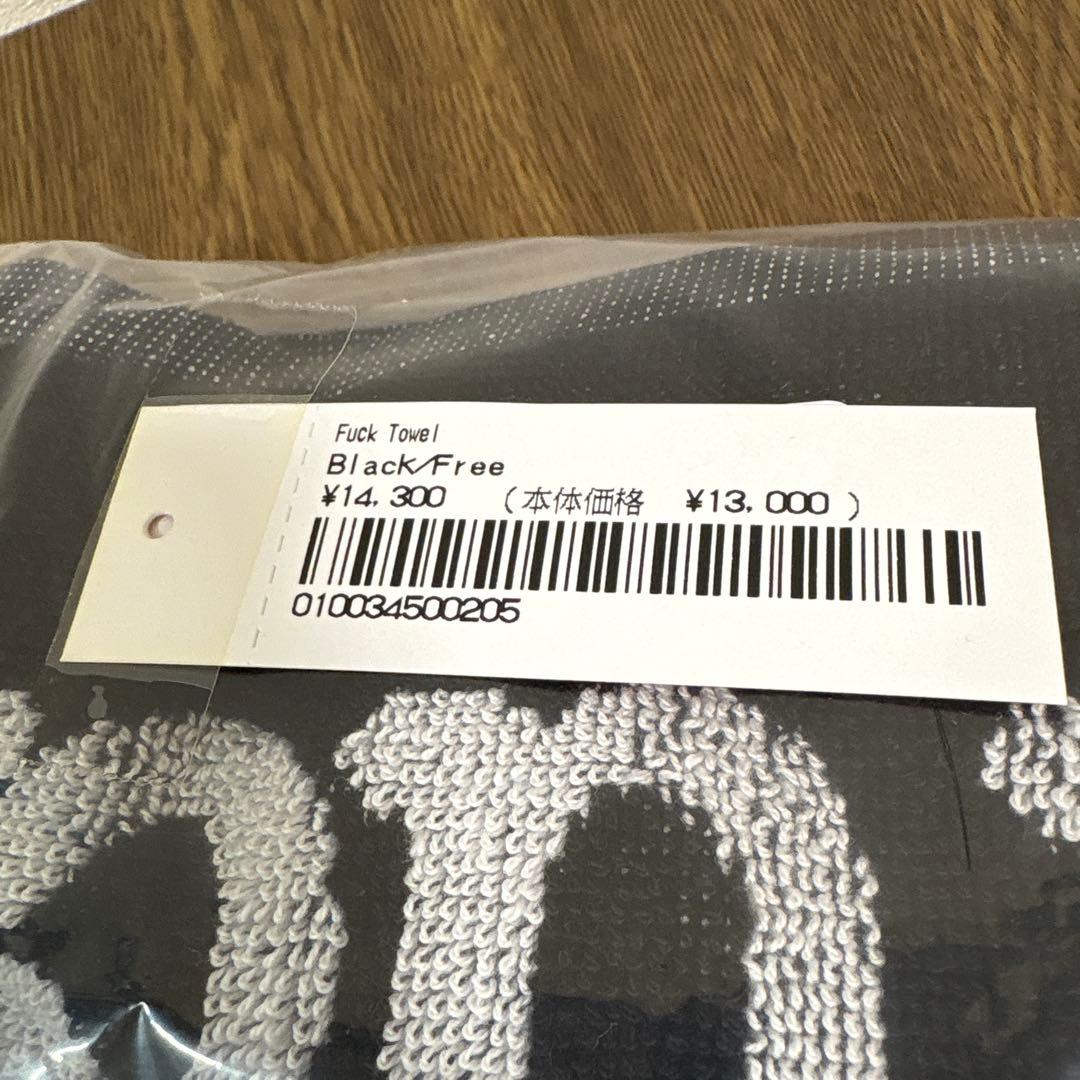 Fuck Towel
Black/Free
¥14,300 (本体価格 ¥13,000 )
010034500205